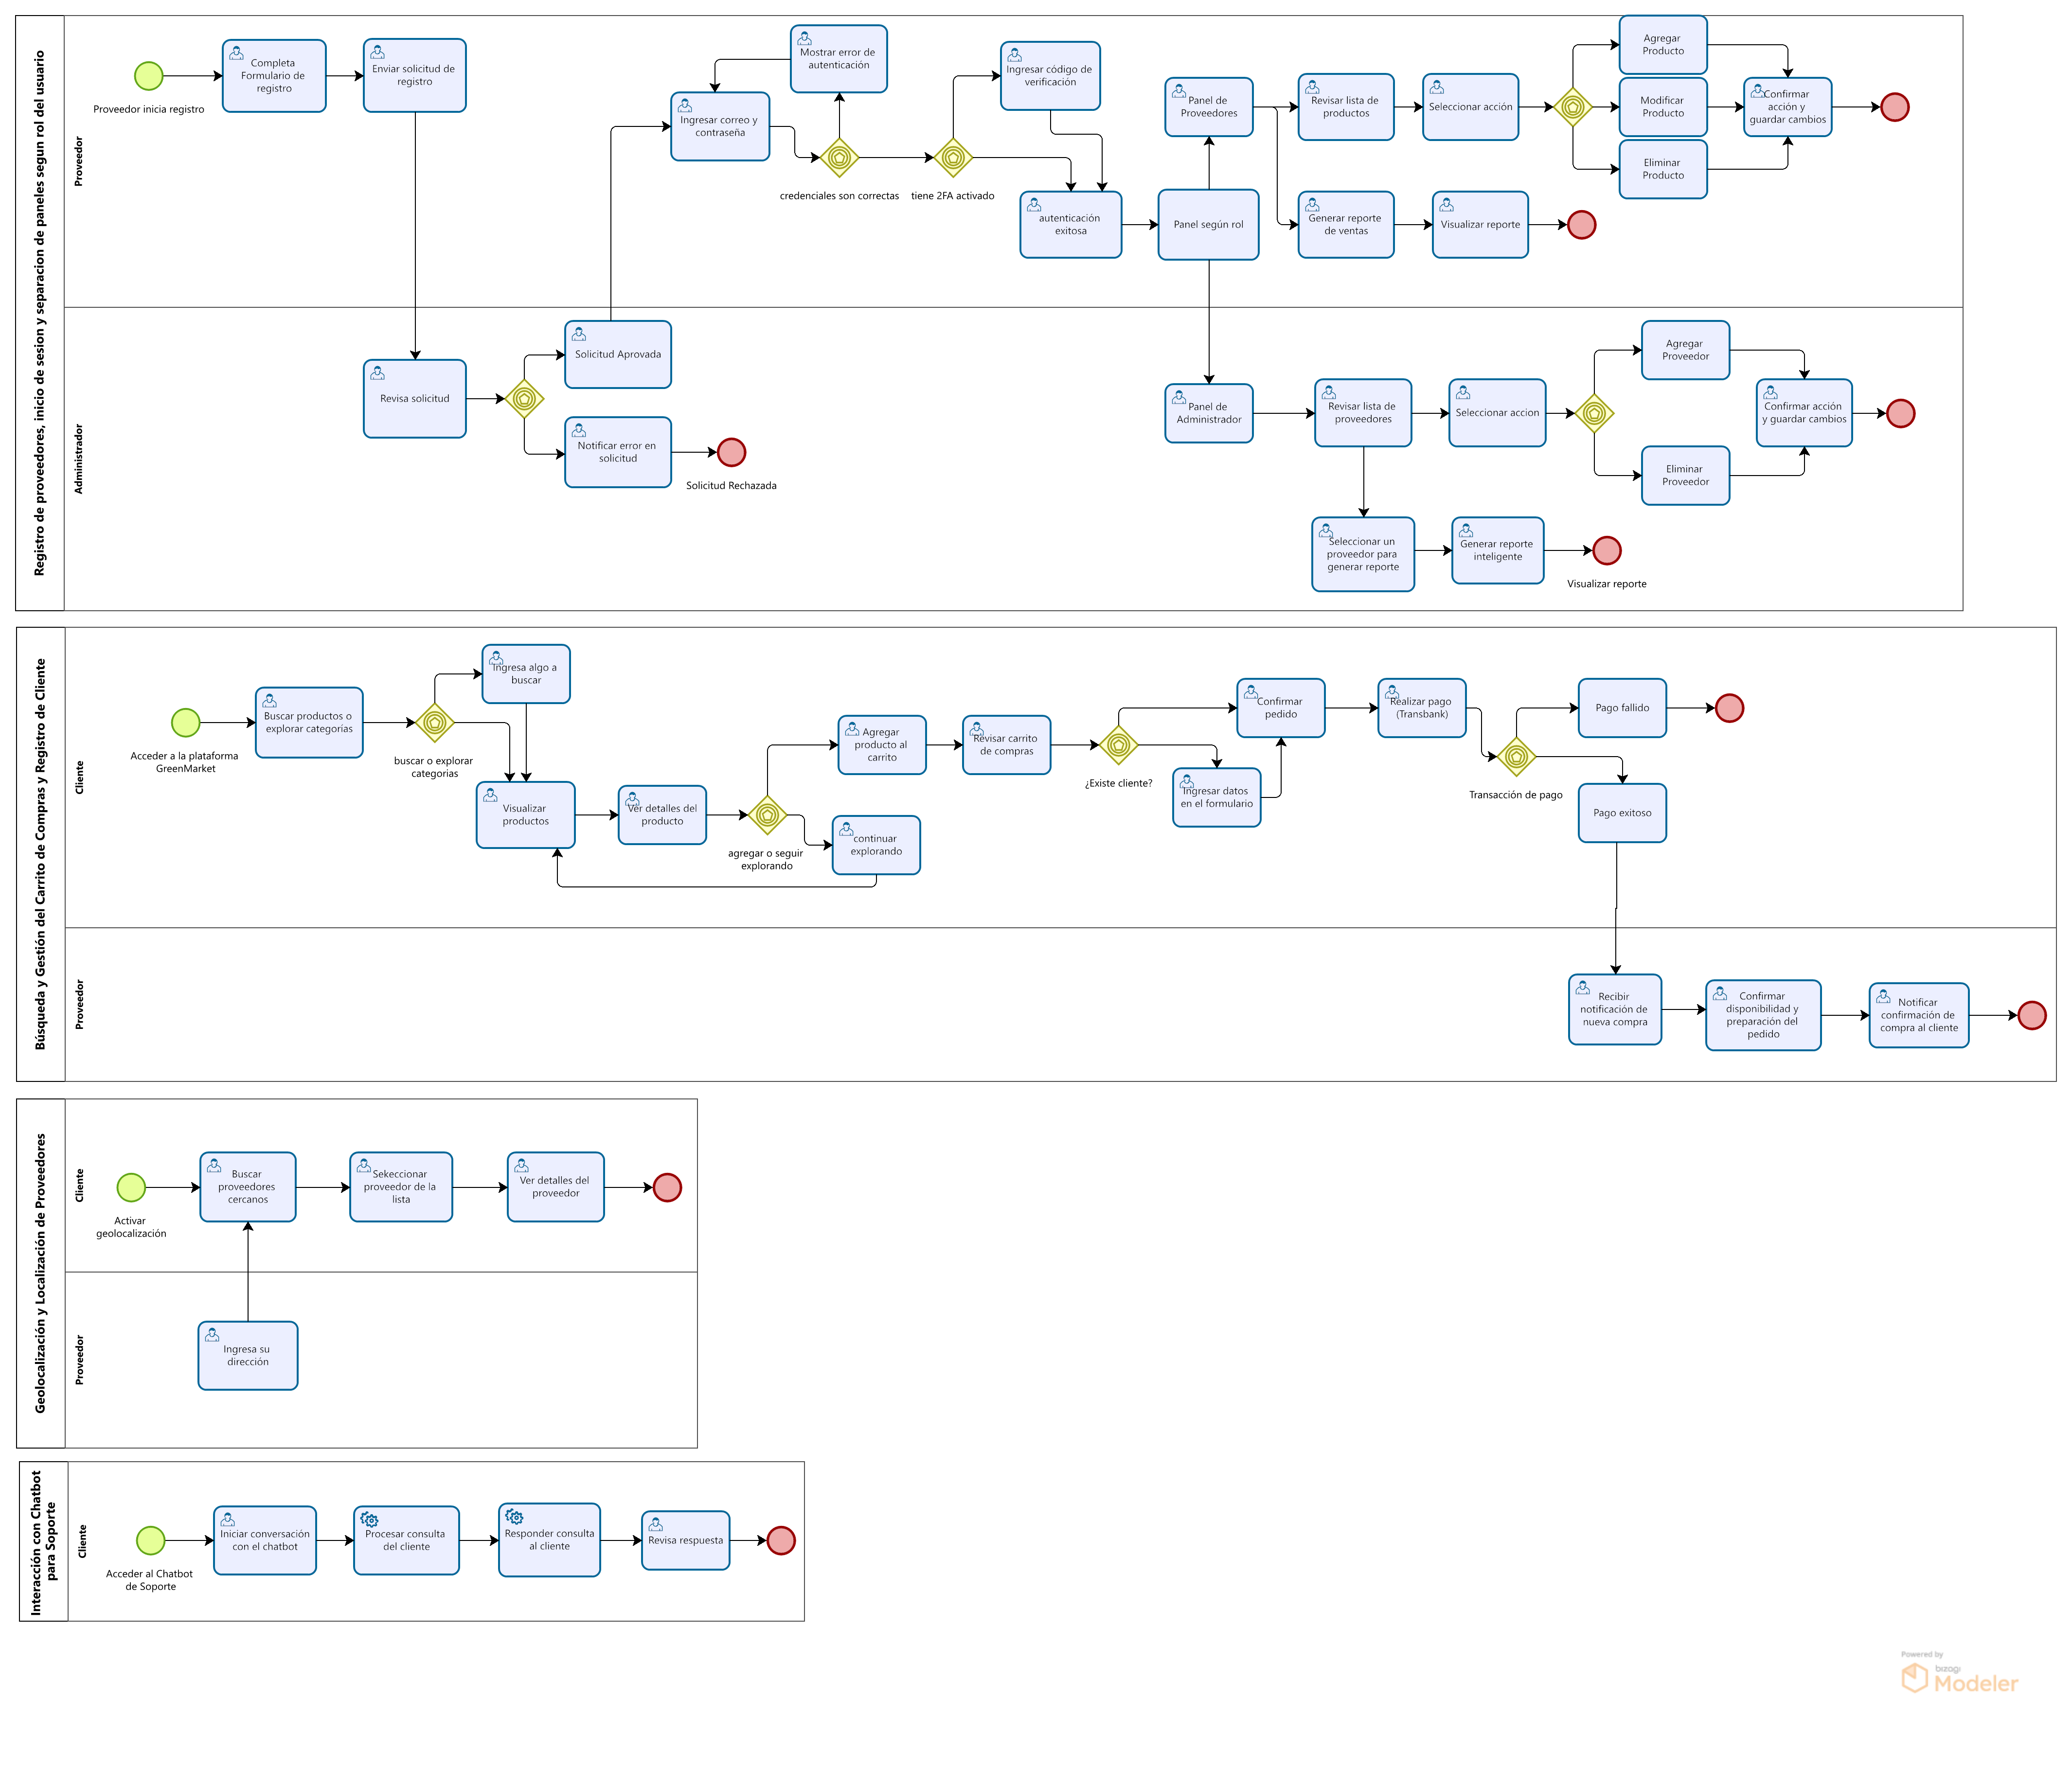 Registro de proveedores, inicio de sesion y separacion de paneles segun rol del usuario
Proveedor
Proveedor inicia registro
Completa
Formulario de
registro
Enviar solicitud de
registro
Mostrar error de
autenticación
Ingresar correo y
contraseña
credenciales son correctas
tiene 2FA activado
Ingresar código de
verificación
autenticación
exitosa
Panel según rol
Panel de
Proveedores
Revisar lista de
productos
Seleccionar acción
Agregar
Producto
Modificar
Producto
Eliminar
Producto
Confirmar
acción y
guardar cambios
Generar reporte
de ventas
Visualizar reporte
Administrador
Revisa solicitud
Solicitud Aprovada
Notificar error en
solicitud
Solicitud Rechazada
Panel de
Administrador
Revisar lista de
proveedores
Seleccionar accion
Agregar
Proveedor
Eliminar
Proveedor
Confirmar acción
y guardar cambios
Seleccionar un
proveedor para
generar reporte
Generar reporte
inteligente
Visualizar reporte
Búsqueda y Gestión del Carrito de Compras y Registro de Cliente
Cliente
Acceder a la plataforma
GreenMarket
Buscar productos o
explorar categorías
buscar o explorar
categorias
Ingresa algo a
buscar
Visualizar
productos
Ver detalles del
producto
agregar o seguir
explorando
Agregar
producto al
carrito
continuar
explorando
Revisar carrito
de compras
¿Existe cliente?
Ingresar datos
en el formulario
Confirmar
pedido
Realizar pago
(Transbank)
Transacción de pago
Pago fallido
Pago exitoso
Proveedor
Recibir
notificación de
nueva compra
Confirmar
disponibilidad y
preparación del
pedido
Notificar
confirmación de
compra al cliente
Geolocalización y Localización de Proveedores
Cliente
Activar
geolocalización
Buscar
proveedores
cercanos
Sekeccionar
proveedor de la
lista
Ver detalles del
proveedor
Proveedor
Ingresa su
dirección
Interacción con Chatbot
para Soporte
Cliente
Acceder al Chatbot
de Soporte
Iniciar conversación
con el chatbot
Procesar consulta
del cliente
Responder consulta
al cliente
Revisa respuesta
Powered by
bizagi
Modeler